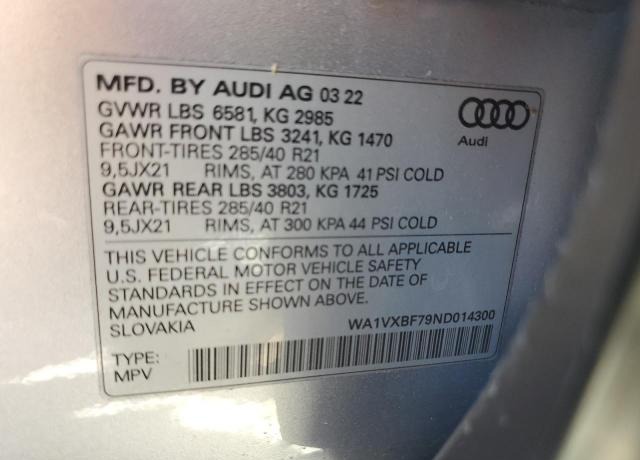 MFD. BY AUDI AG 03 22
GVWR LBS 6581, KG 2985
GAWR FRONT LBS 3241, KG 1470
FRONT-TIRES 285/40 R21
9,5JX21 RIMS, AT 280 KPA 41 PSI COLD
GAWR REAR LBS 3803, KG 1725
REAR-TIRES 285/40 R21
9,5JX21 RIMS, AT 300 KPA 44 PSI COLD
Audi
THIS VEHICLE CONFORMS TO ALL APPLICABLE
U.S. FEDERAL MOTOR VEHICLE SAFETY
STANDARDS IN EFFECT ON THE DATE OF
MANUFACTURE SHOWN ABOVE.
SLOVAKIA WA1VXBF79ND014300
TYPE:
MPV